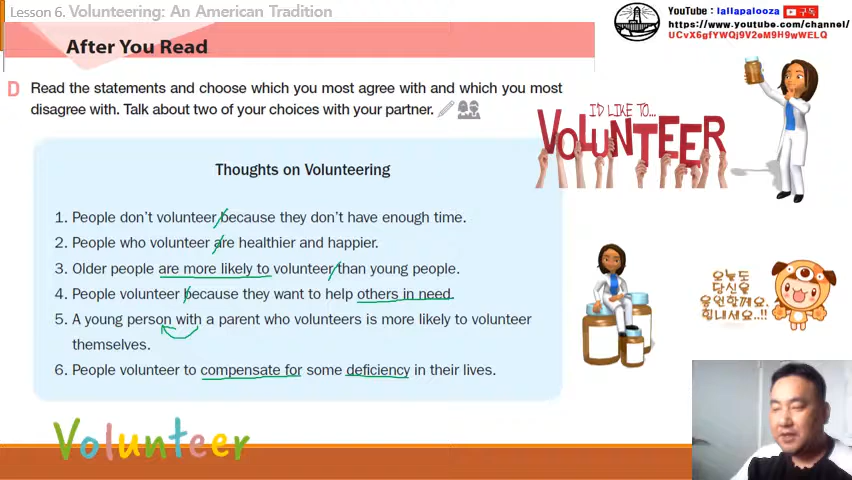 Lesson 6. Volunteering: An American Tradition
YouTube : lallapalooza 구독
https://www.youtube.com/channel/
UCvX6gfYWQj9V2eM9H9wWELQ
After You Read
D Read the statements and choose which you most agree with and which you most
disagree with. Talk about two of your choices with your partner.
I'D LIKE TO...
VOLUNTEER
Thoughts on Volunteering
1. People don't volunteer because they don't have enough time.
2. People who volunteer are healthier and happier.
3. Older people are more likely to volunteer than young people.
4. People volunteer because they want to help others in need.
5. A young person with a parent who volunteers is more likely to volunteer
themselves.
6. People volunteer to compensate for some deficiency in their lives.
오늘도
당신을
응원할께요.
힘내세요..!!
Volunteer